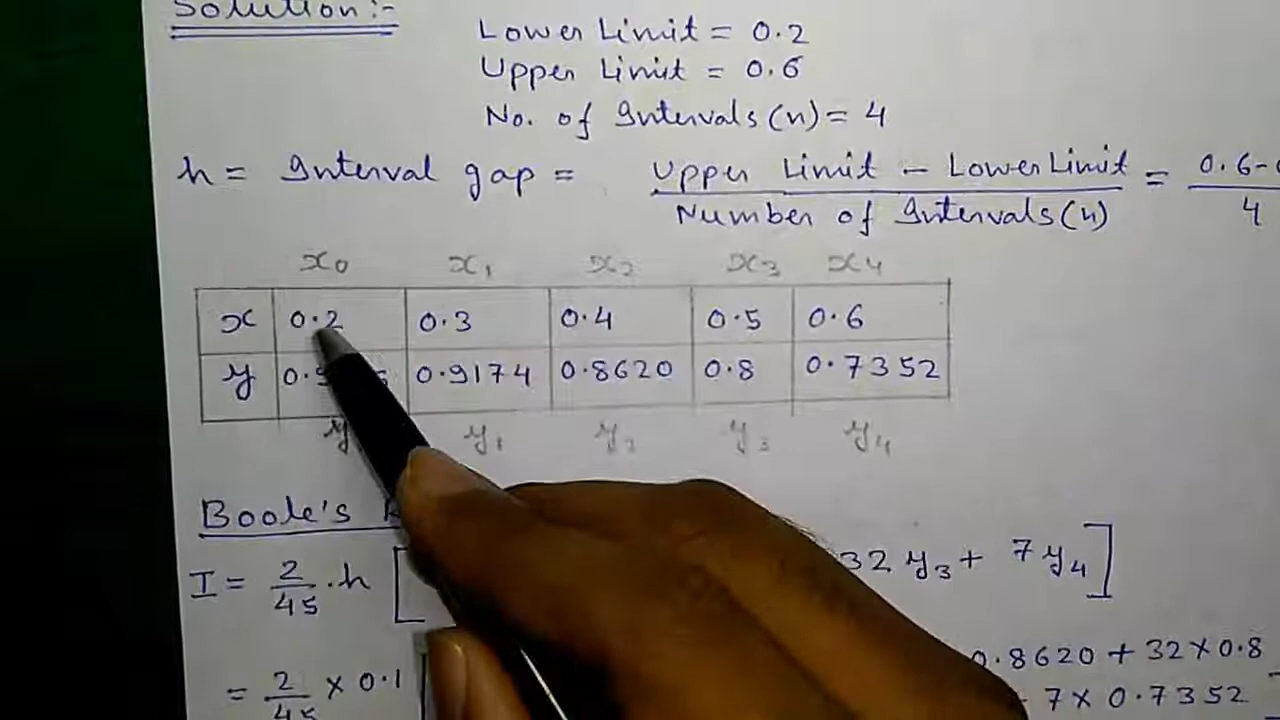 Solution:-
Lower Limit = 0.2
Upper Limit = 0.6
No. of Intervals (n) = 4
h = Interval gap = Upper Limit - Lower Limit / Number of Intervals (n) = 0.6- / 4
x0 x1 x2 x3 x4
x 0.2 0.3 0.4 0.5 0.6
y 0.9174 0.8620 0.8 0.7352
y y1 y2 y3 y4
Boole's
I = 2/45 .h [ 32 y3 + 7 y4 ]
= 2/45 × 0.1 [ 0.8620 + 32 × 0.8
7 × 0.7352